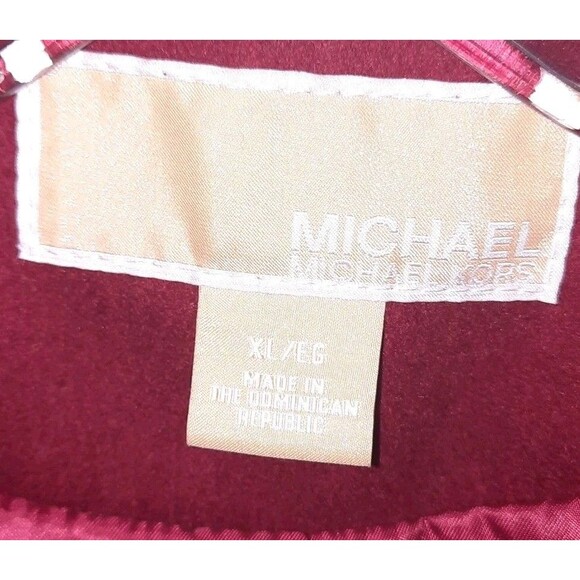 MICHAEL
MICHAEL KORS
XL/EG
MADE IN
THE DOMINICAN
REPUBLIC